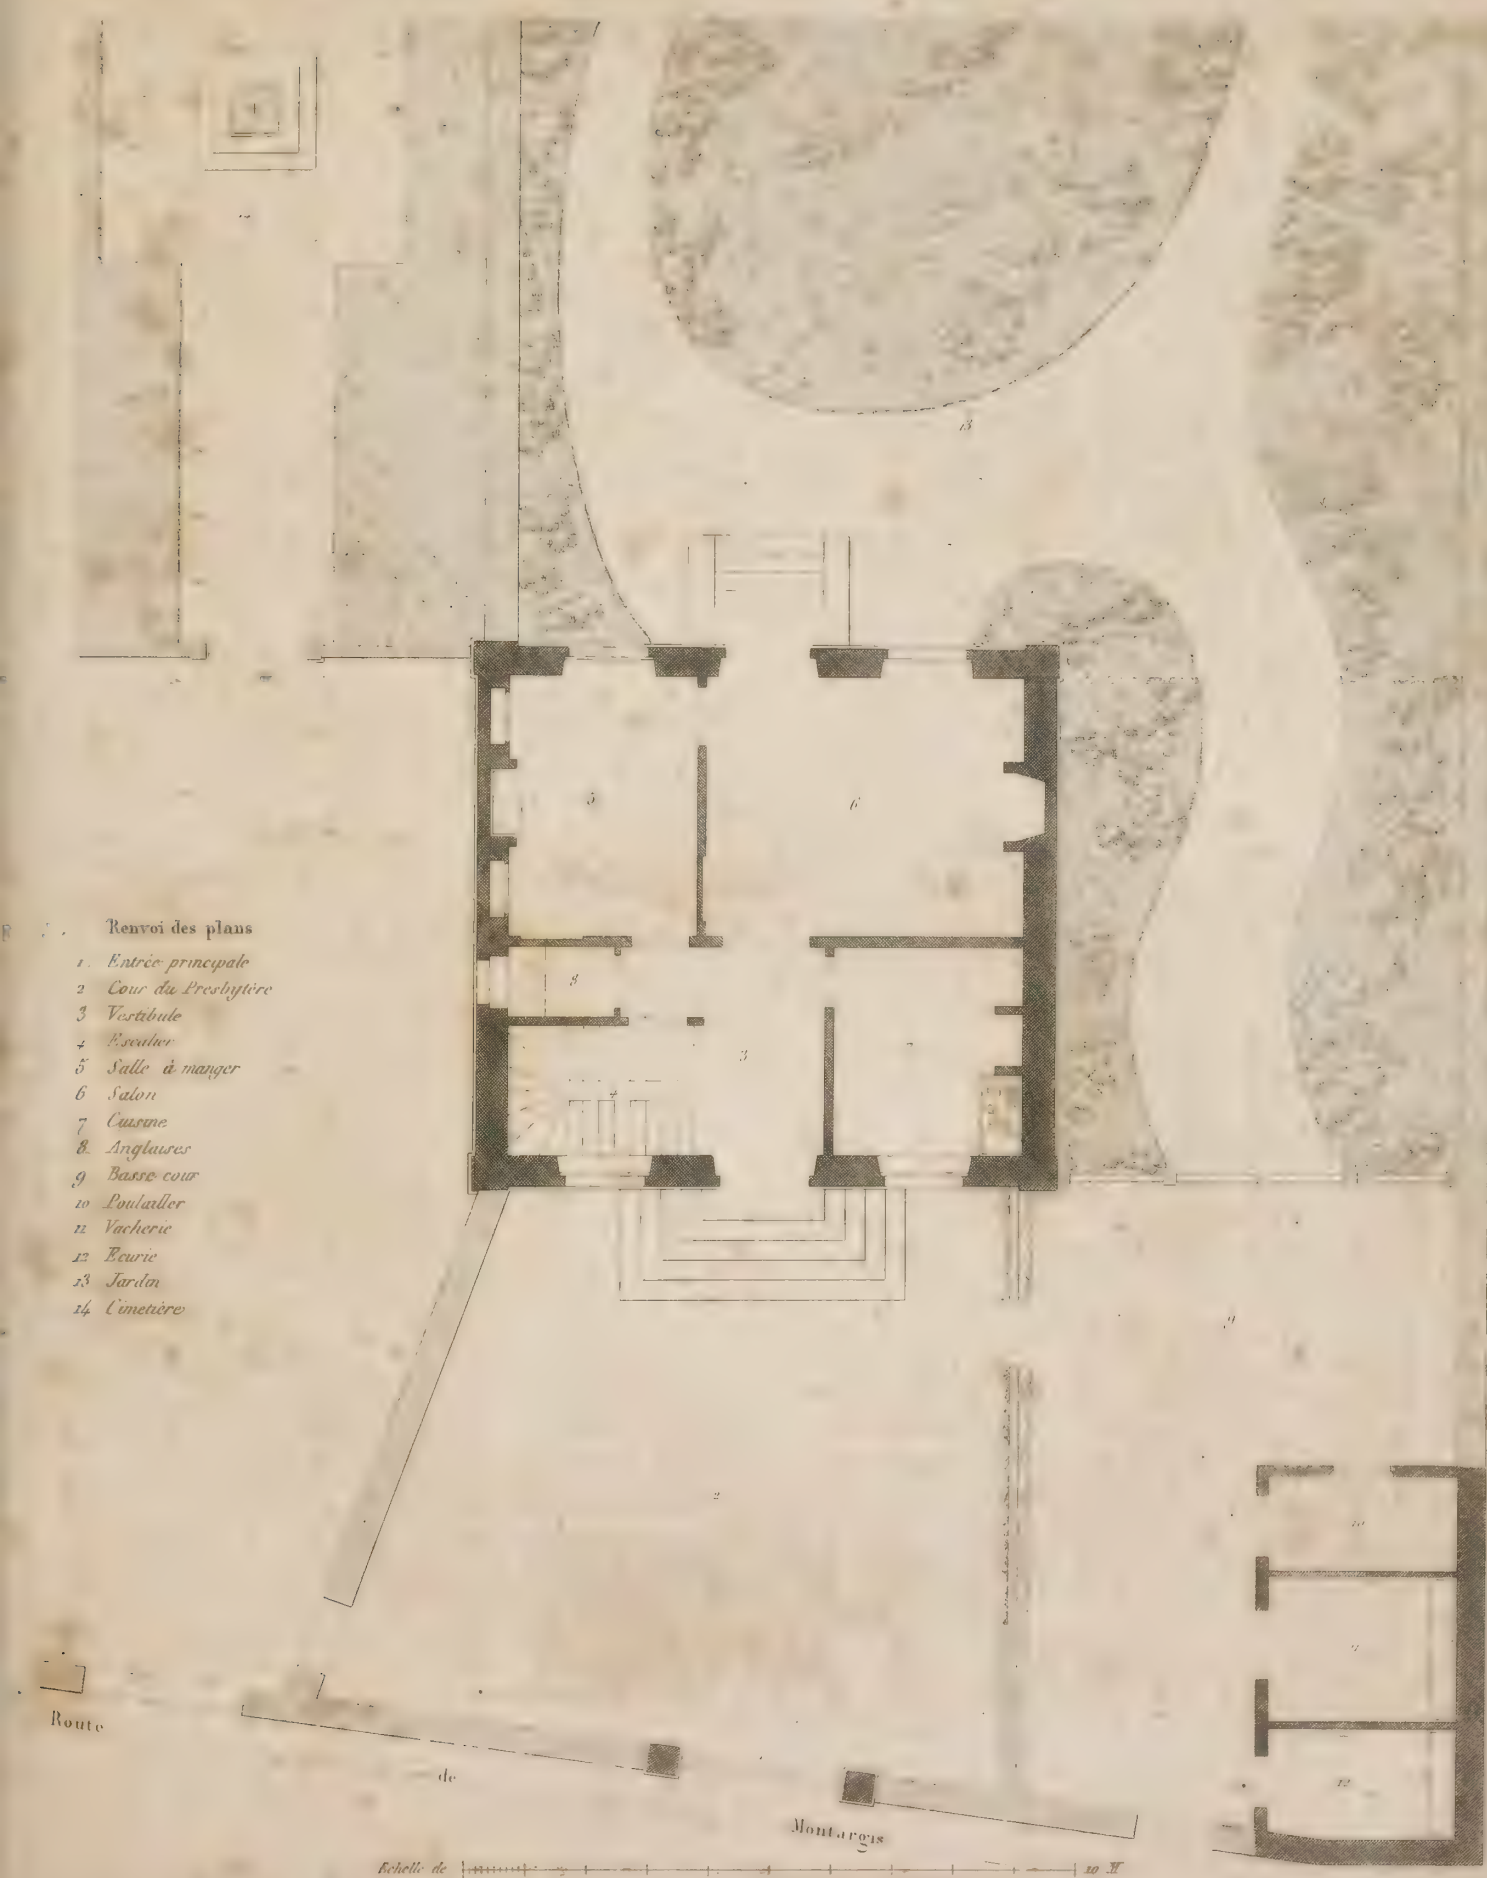 13
5
6
Renvoi des plans
1. Entrée principale
2 Cour du Presbytère
3 Vestibule
4 Escalier
5 Salle à manger
6 Salon
7 Cuisine
8. Anglaises
9 Basse cour
10 Poulailler
11 Vacherie
12 Ecurie
13 Jardin
14 Cimetière
8
3
7
4
9
2
10
12
Route
de
Montargis
Echelle de 10 M